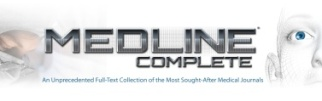 MEDLINE®
COMPLETE
An Unprecedented Full-Text Collection of the Most Sought-After Medical Journals